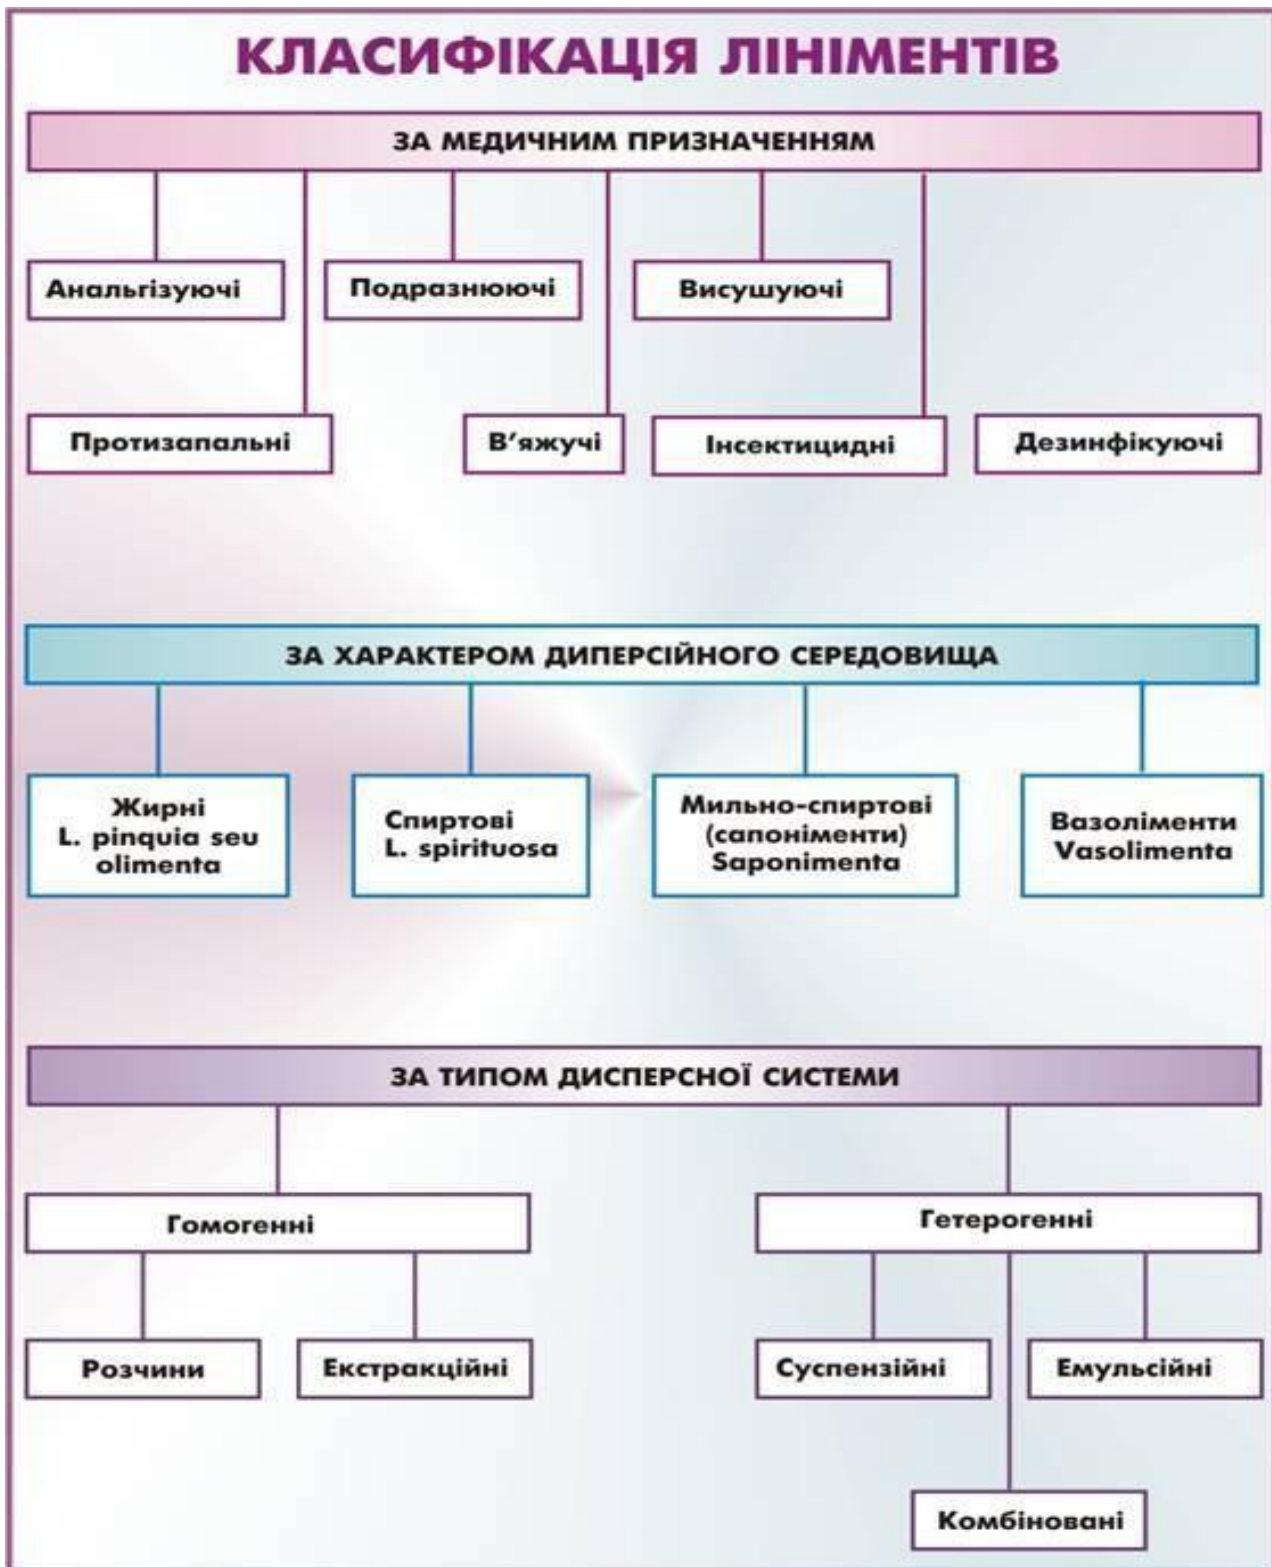 КЛАСИФІКАЦІЯ ЛІНІМЕНТІВ
ЗА МЕДИЧНИМ ПРИЗНАЧЕННЯМ
Анальгізуючі
Подразнюючі
Висушуючі
Протизапальні
В’яжучі
Інсектицидні
Дезинфікуючі
ЗА ХАРАКТЕРОМ ДИПЕРСІЙНОГО СЕРЕДОВИЩА
Жирні
L. pinquia seu
olimenta
Спиртові
L. spirituosa
Мильно-спиртові
(сапоніменти)
Saponimenta
Вазоліменти
Vasolimenta
ЗА ТИПОМ ДИСПЕРСНОЇ СИСТЕМИ
Гомогенні
Гетерогенні
Розчини
Екстракційні
Суспензійні
Емульсійні
Комбіновані